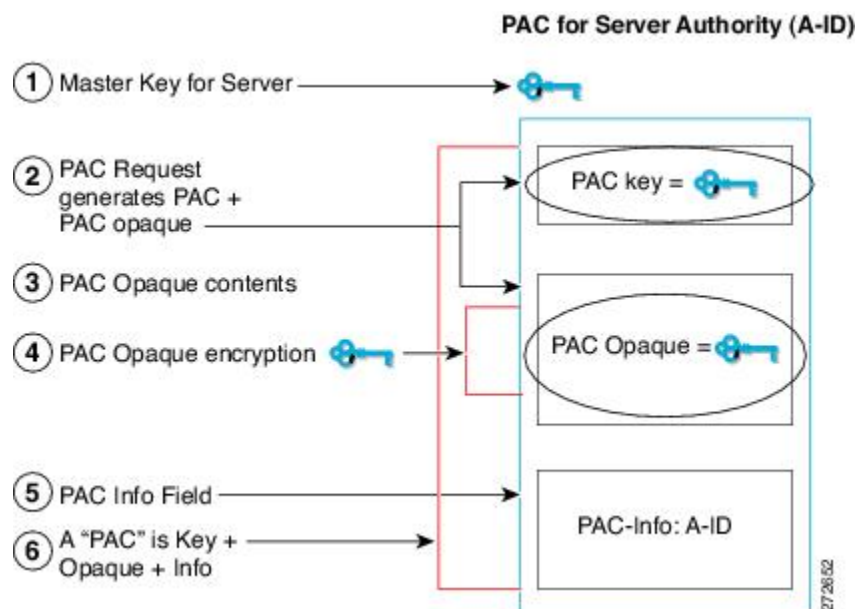 PAC for Server Authority (A-ID)
1 Master Key for Server
2 PAC Request
generates PAC +
PAC opaque
PAC key =
3 PAC Opaque contents
4 PAC Opaque encryption
PAC Opaque =
5 PAC Info Field
PAC-Info: A-ID
6 A “PAC” is Key +
Opaque + Info
272652